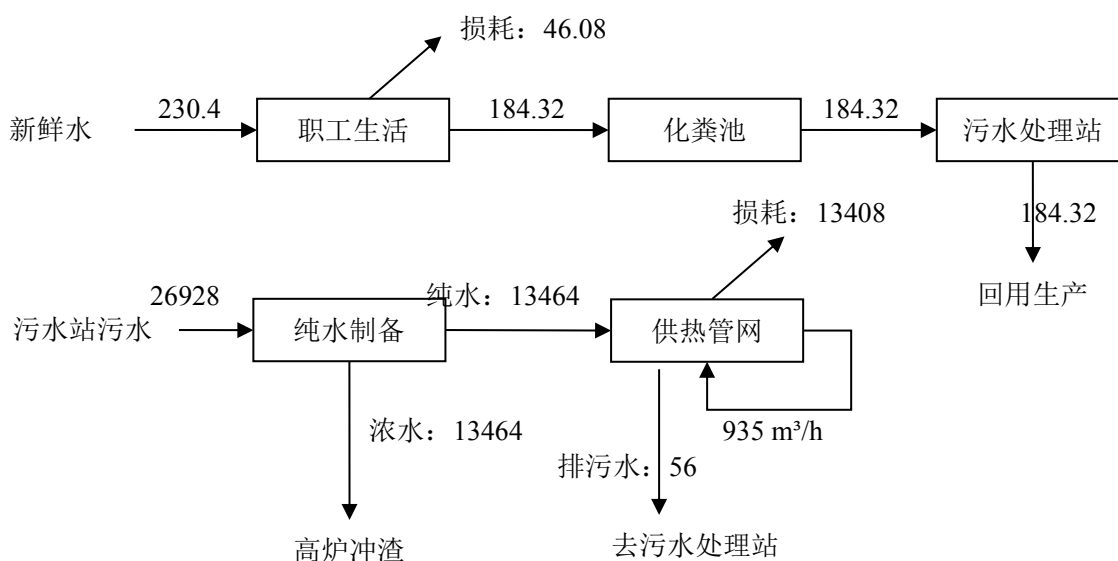 损耗：46.08
新鲜水
230.4
职工生活
184.32
化粪池
184.32
污水处理站
损耗：13408
184.32
回用生产
污水站污水
26928
纯水制备
纯水：13464
供热管网
935 m³/h
浓水：13464
排污水：56
高炉冲渣
去污水处理站